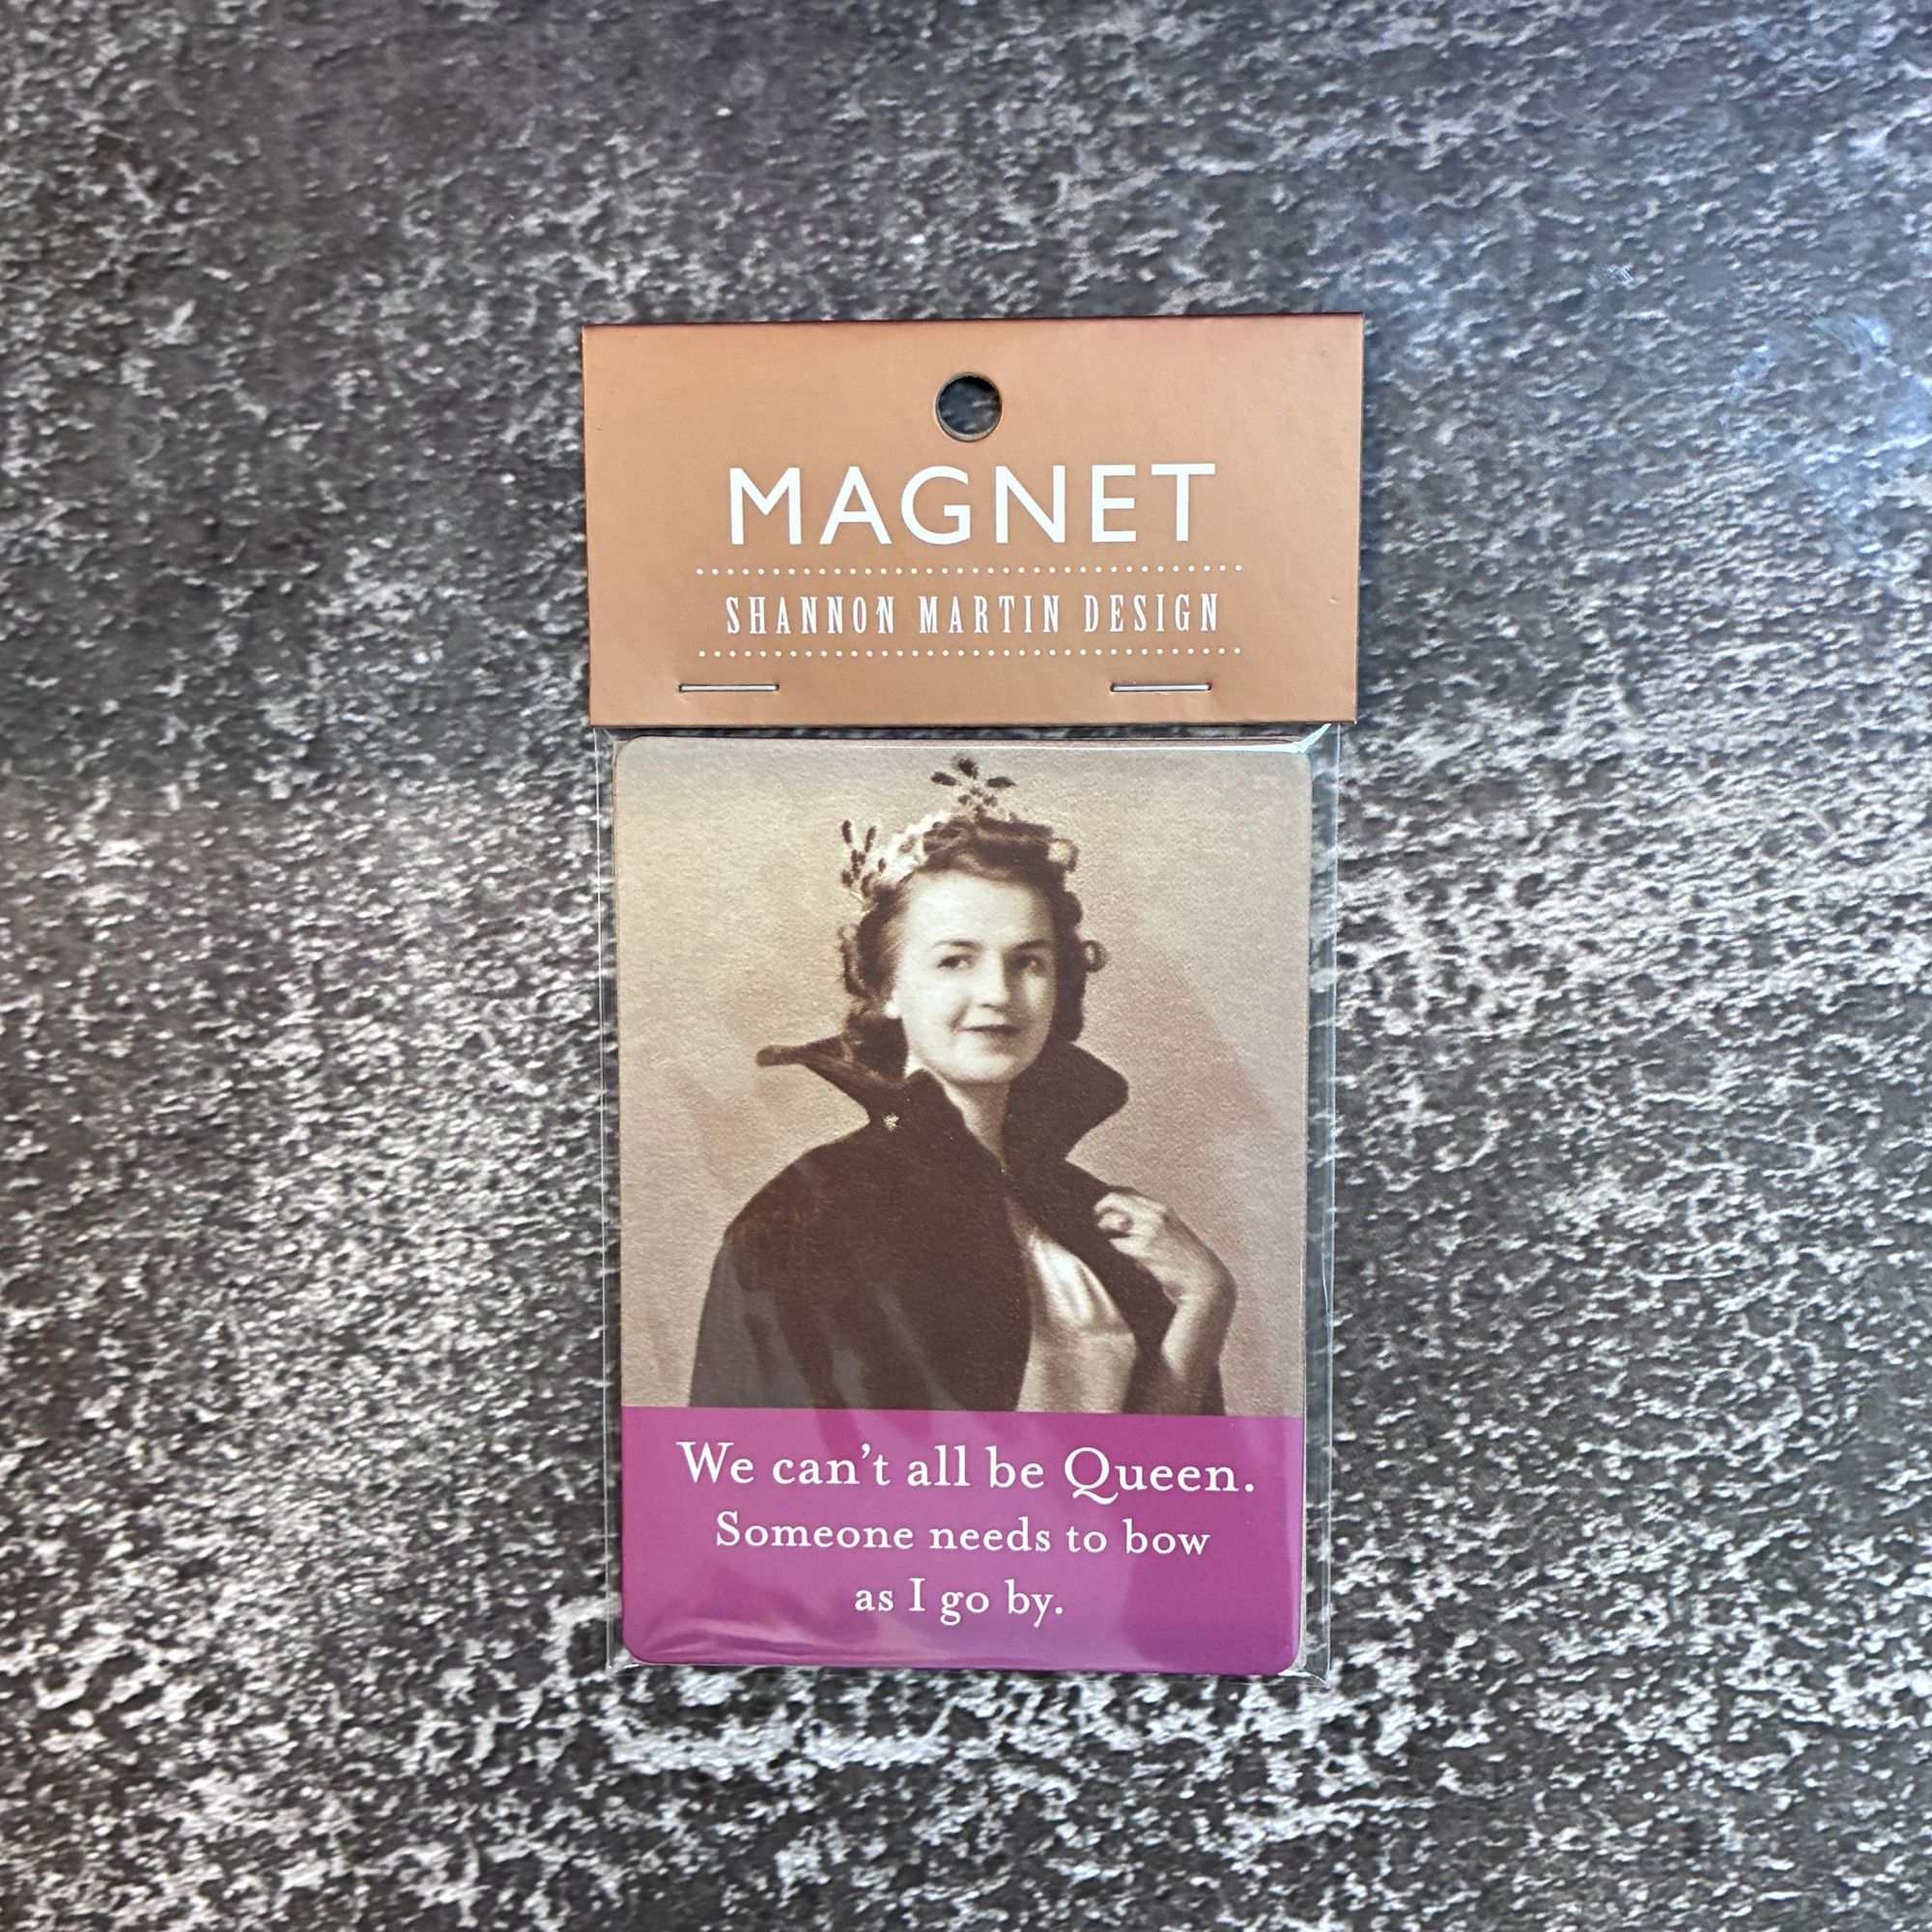 MAGNET
SHANNON MARTIN DESIGN
We can't all be Queen.
Someone needs to bow
as I go by.